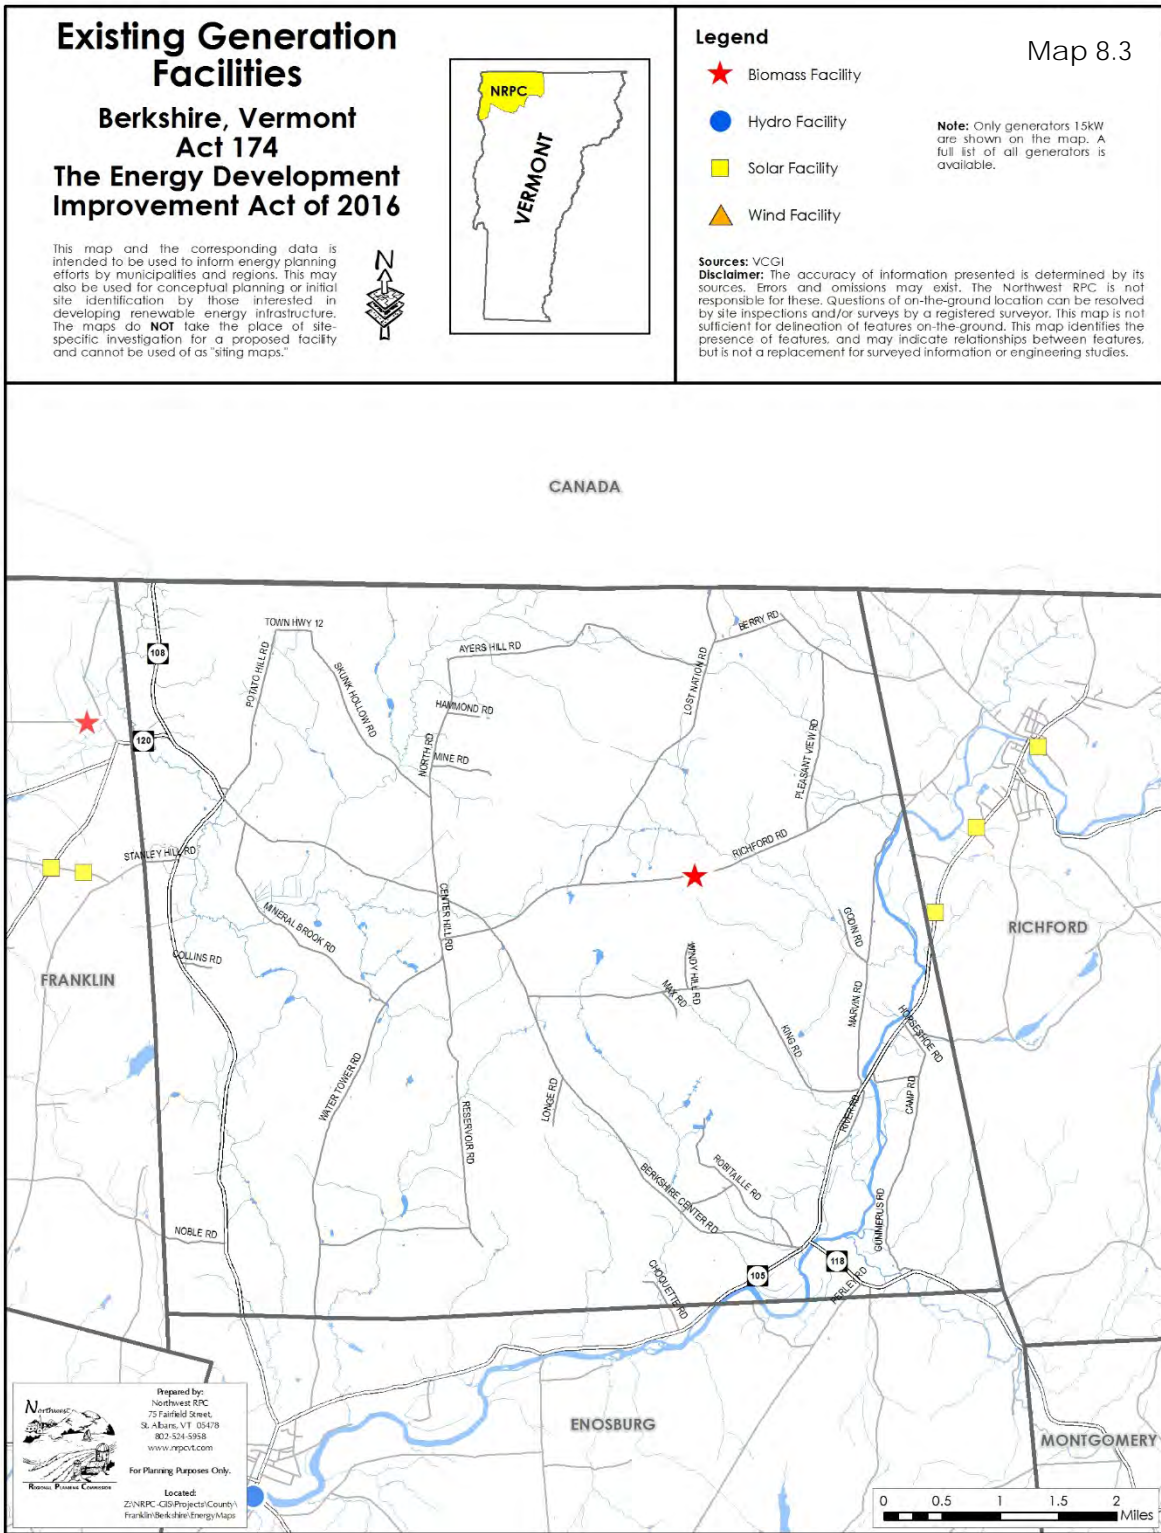 Existing Generation
Facilities
Berkshire, Vermont
Act 174
The Energy Development
Improvement Act of 2016
This map and the corresponding data is
intended to be used to inform energy planning
efforts by municipalities and regions. This may
also be used for conceptual planning or initial
site identification by those interested in
developing renewable energy infrastructure.
The maps do NOT take the place of site-
specific investigation for a proposed facility
and cannot be used of as "siting maps."
N
NRPC
VERMONT
Legend
Map 8.3
Biomass Facility
Hydro Facility
Solar Facility
Wind Facility
Note: Only generators 15kW
are shown on the map. A
full list of all generators is
available.
Sources: VCGI
Disclaimer: The accuracy of information presented is determined by its
sources. Errors and omissions may exist. The Northwest RPC is not
responsible for these. Questions of on-the-ground location can be resolved
by site inspections and/or surveys by a registered surveyor. This map is not
sufficient for delineation of features on-the-ground. This map identifies the
presence of features, and may indicate relationships between features,
but is not a replacement for surveyed information or engineering studies.
CANADA
TOWN HWY 12
BERRY RD
108
POTATO HILL RD
SKUNK HOLLOW RD
AYERS HILL RD
LOST NATION RD
HAMMOND RD
120
NORTH RD
MINE RD
PLEASANT VIEW RD
RICHFORD RD
STANLEY HILL RD
CENTER HILL RD
MINERAL BROOK RD
GODIN RD
RICHFORD
COLLINS RD
WINDY HILL RD
FRANKLIN
MAX RD
MARVIN RD
KING RD
HORSESHOE RD
WATER TOWER RD
LONGE RD
RESERVOIR RD
CAMP RD
RIVER RD
ROBITAILLE RD
BERKSHIRE CENTER RD
GUMMERUS RD
NOBLE RD
118
105
CHOQUETTE RD
PERLEY RD
ENOSBURG
MONTGOMERY
Northwest
REGIONAL PLANNING COMMISSION
Prepared by:
Northwest RPC
75 Fairfield Street,
St. Albans, VT 05478
802-524-5958
www.nrpcvt.com
For Planning Purposes Only.
Located:
Z:\NRPC-GIS\Projects\County\
Franklin\Berkshire\EnergyMaps
0 0.5 1 1.5 2
Miles